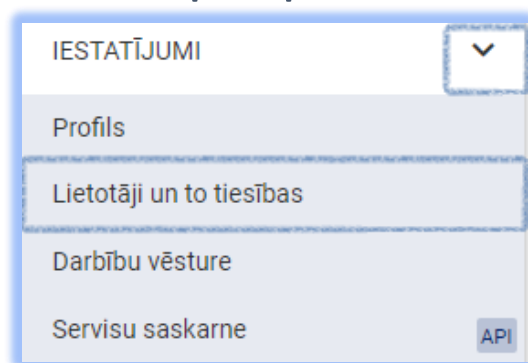 IESTATĪJUMI
Profils
Lietotāji un to tiesības
Darbību vēsture
Servisu saskarne API